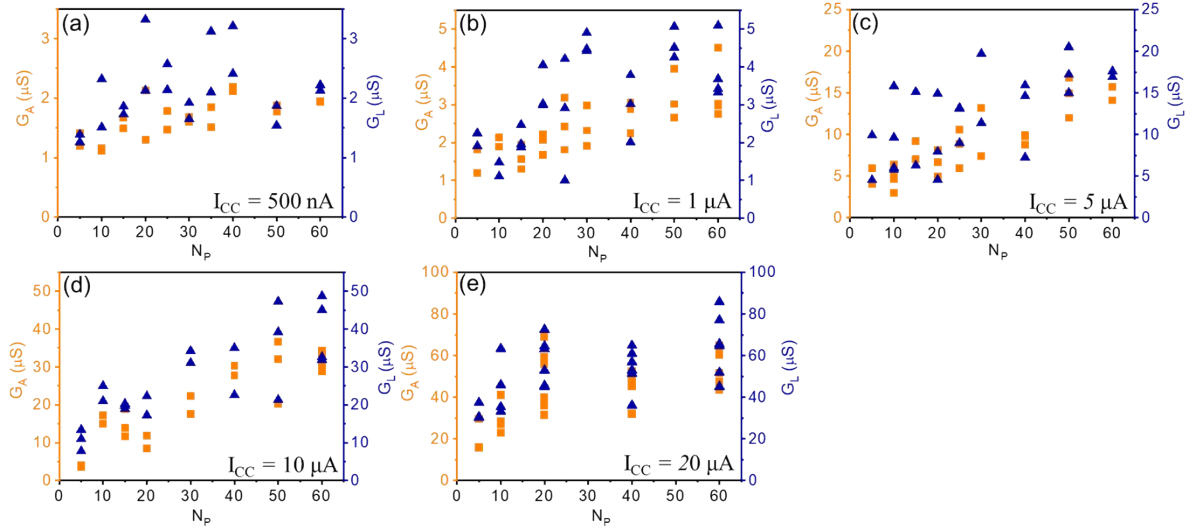 (a)
3
2
1
0
G_A (μS)
3
2
1
0
G_L (μS)
0 10 20 30 40 50 60
N_P
I_CC = 500 nA
(b)
5
4
3
2
1
0
G_A (μS)
5
4
3
2
1
0
G_L (μS)
0 10 20 30 40 50 60
N_P
I_CC = 1 μA
(c)
25
20
15
10
5
0
G_A (μS)
25
20
15
10
5
0
G_L (μS)
0 10 20 30 40 50 60
N_P
I_CC = 5 μA
(d)
50
40
30
20
10
0
G_A (μS)
50
40
30
20
10
0
G_L (μS)
0 10 20 30 40 50 60
N_P
I_CC = 10 μA
(e)
100
80
60
40
20
0
G_A (μS)
100
80
60
40
20
0
G_L (μS)
0 10 20 30 40 50 60
N_P
I_CC = 20 μA